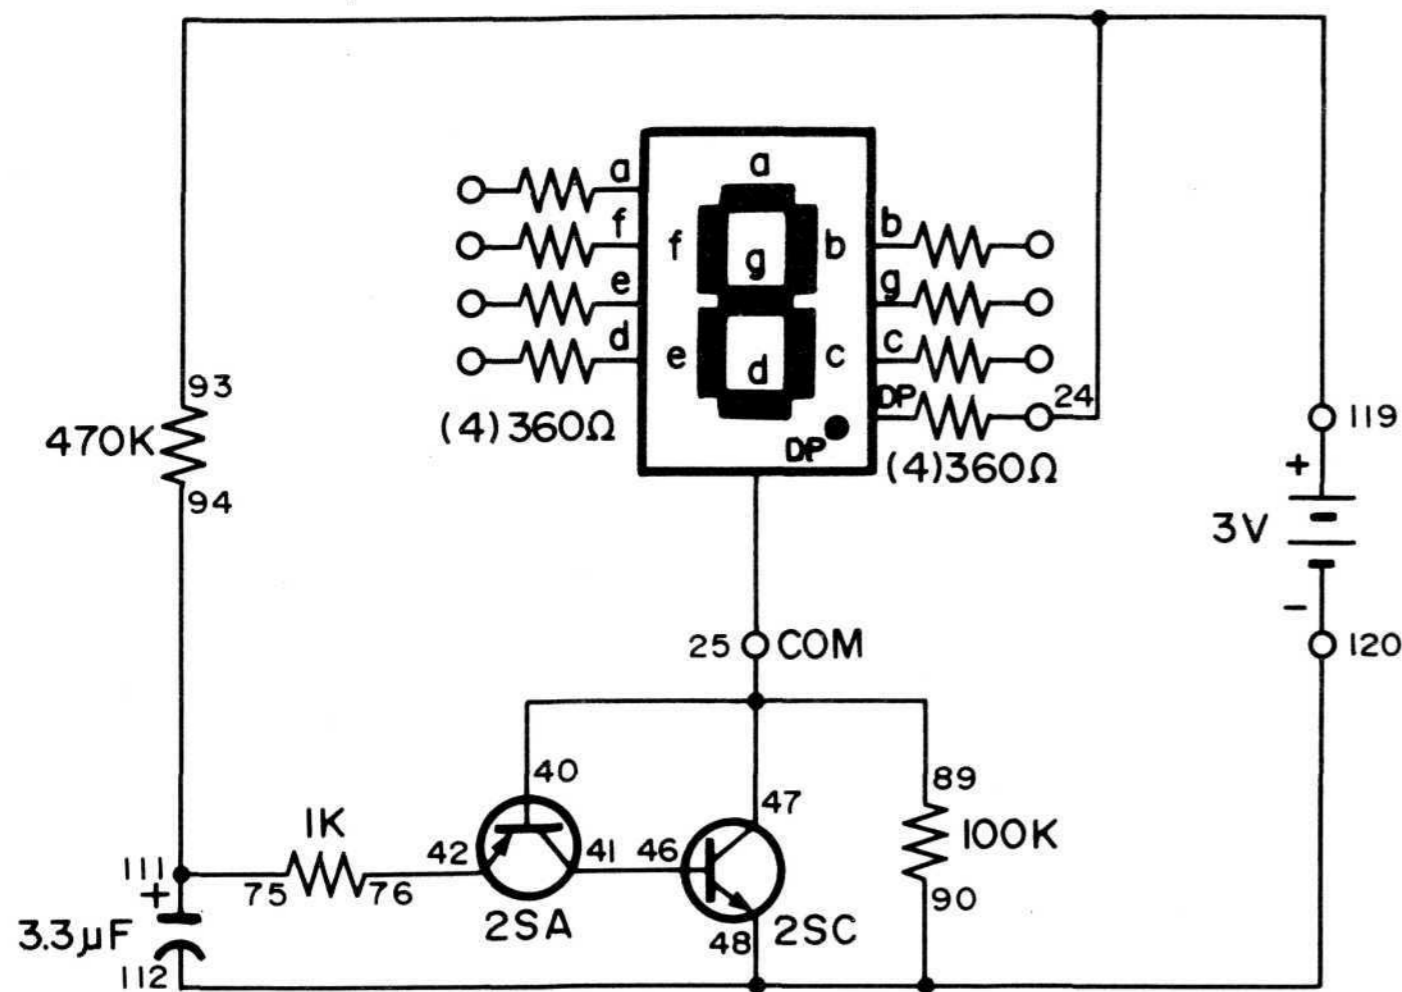 a
a
f
f
b
b
e
g
g
d
e
d
c
c
DP
24
(4)360Ω
DP
(4)360Ω
93
470K
94
119
+
3V
−
120
25
COM
40
47
89
1K
100K
111
75
76
42
41
46
90
+
3.3μF
2SA
48
2SC
112